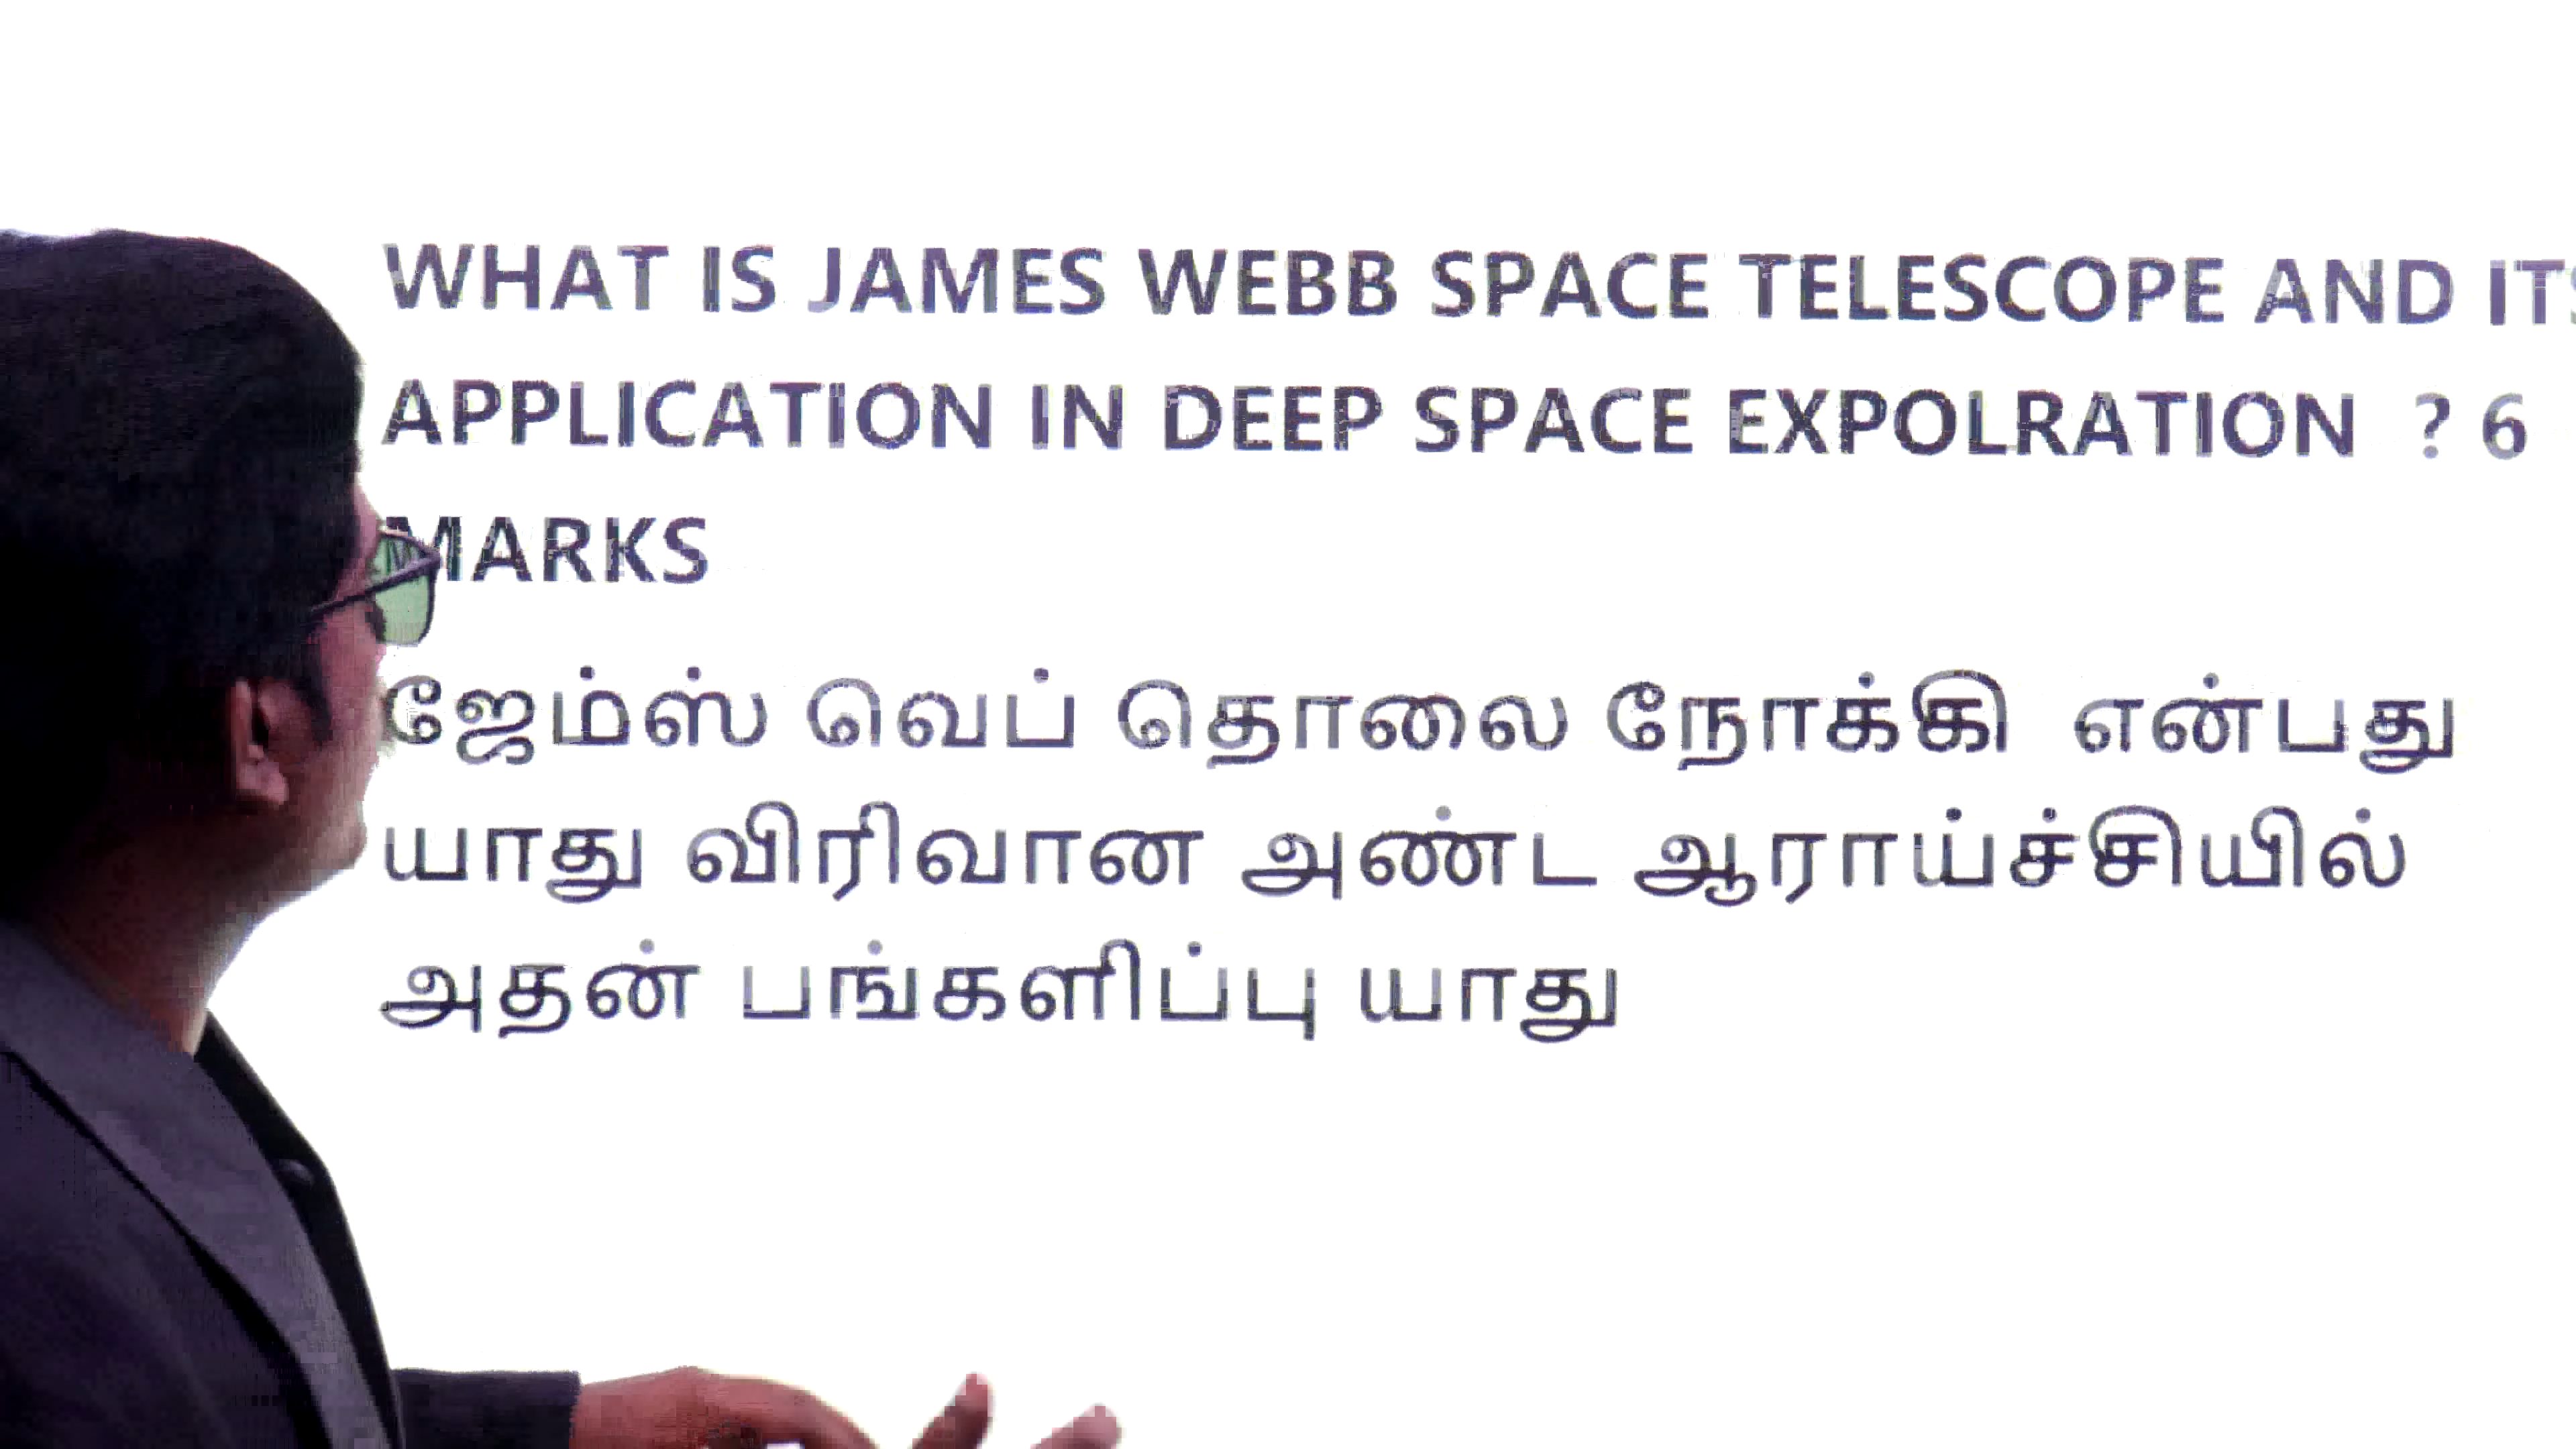 WHAT IS JAMES WEBB SPACE TELESCOPE AND ITS
APPLICATION IN DEEP SPACE EXPOLRATION ? 6
MARKS
ஜேம்ஸ் வெப் தொலை நோக்கி என்பது
யாது விரிவான அண்ட ஆராய்ச்சியில்
அதன் பங்களிப்பு யாது